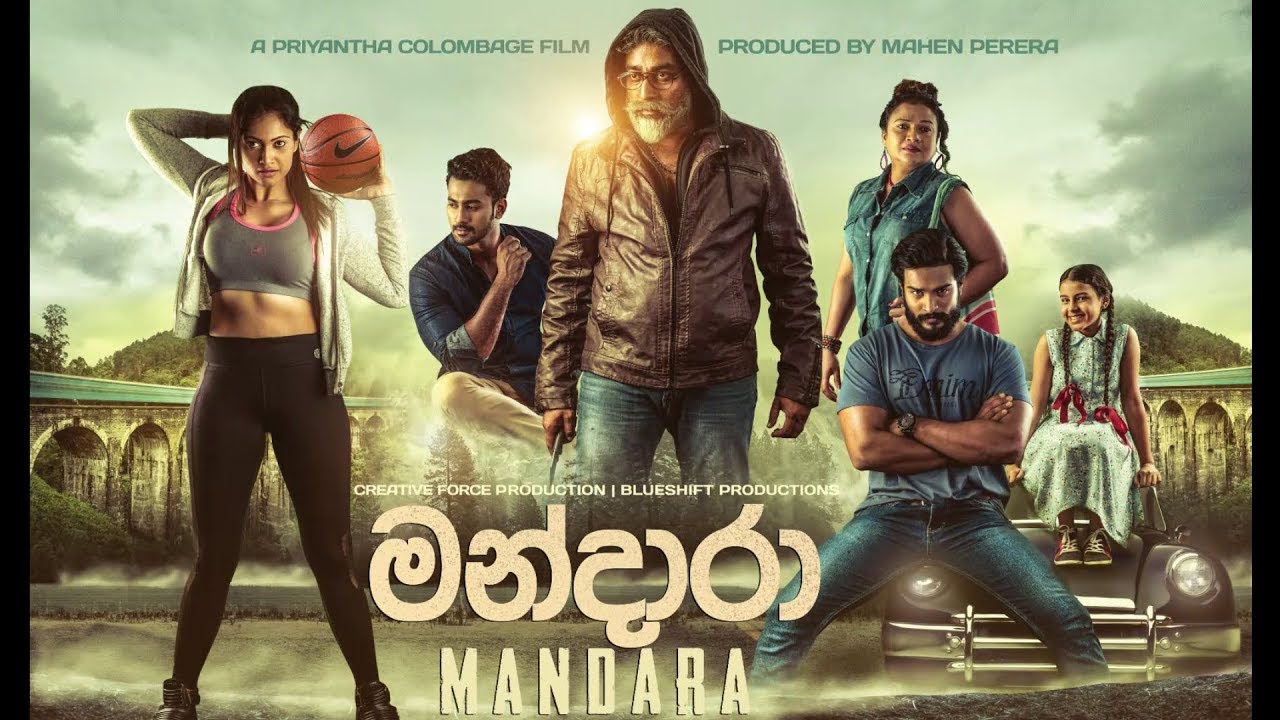 A PRIYANTHA COLOMBAGE FILM
PRODUCED BY MAHEN PERERA
CREATIVE FORCE PRODUCTION | BLUESHIFT PRODUCTIONS
මන්දාරා
MANDARA